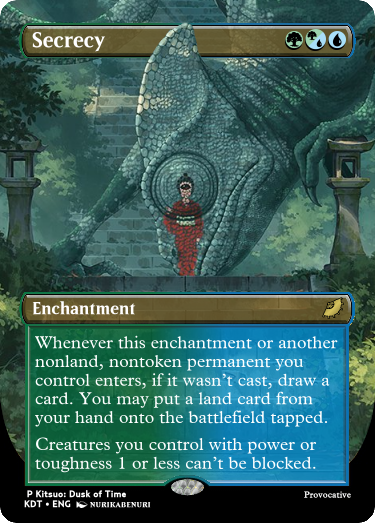 Secrecy
Enchantment
Whenever this enchantment or another
nonland, nontoken permanent you
control enters, if it wasn't cast, draw a
card. You may put a land card from
your hand onto the battlefield tapped.
Creatures you control with power or
toughness 1 or less can't be blocked.
P Kitsuo: Dusk of Time
KDT • ENG NURIKABENURI
Provocative